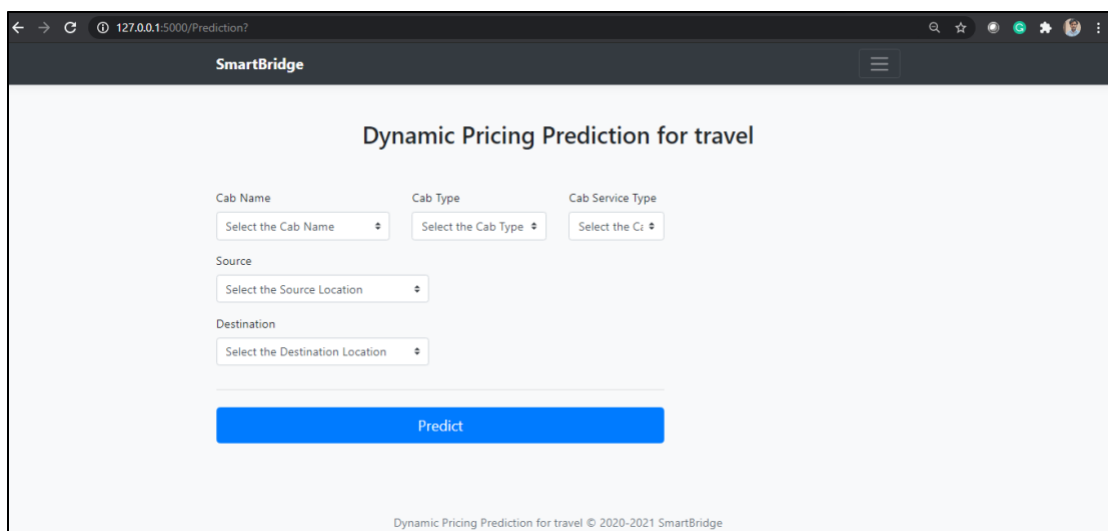 127.0.0.1:5000/Prediction?
SmartBridge
Dynamic Pricing Prediction for travel
Cab Name Cab Type Cab Service Type
Select the Cab Name Select the Cab Type Select the Ca
Source
Select the Source Location
Destination
Select the Destination Location
Predict
Dynamic Pricing Prediction for travel © 2020-2021 SmartBridge